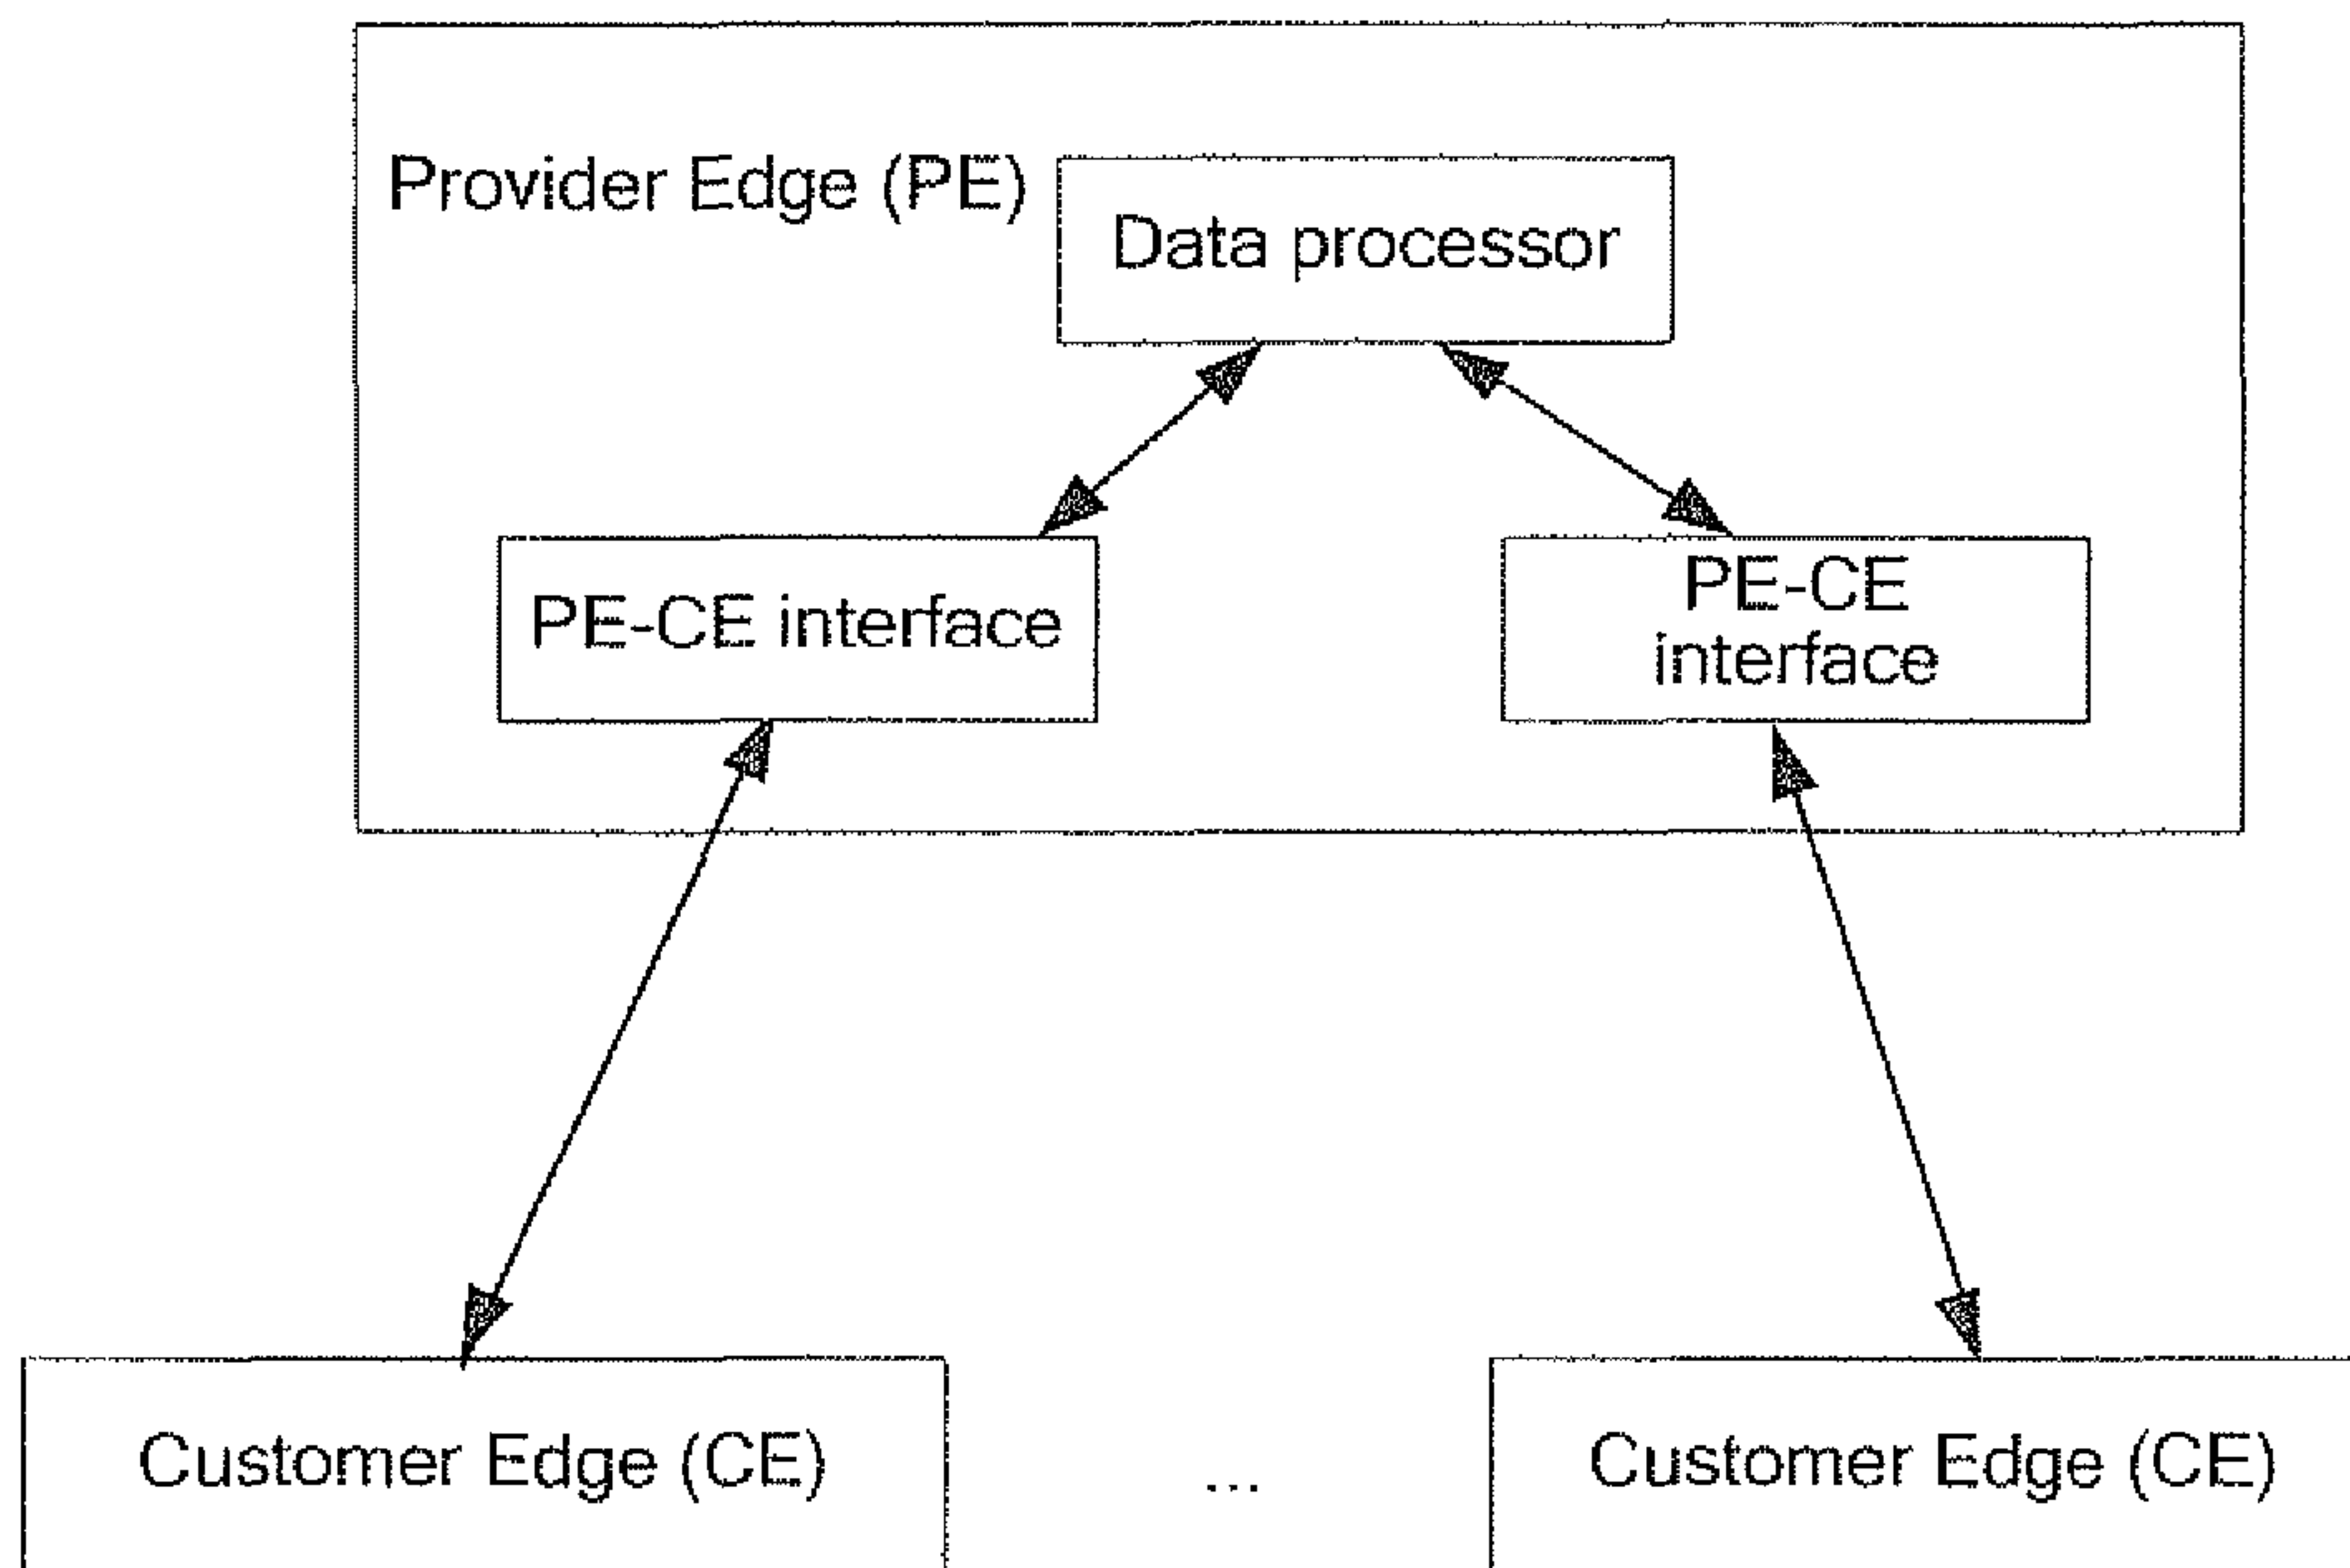 Provider Edge (PE)
Data processor
PE-CE interface
PE-CE
interface
Customer Edge (CE)
...
Customer Edge (CE)